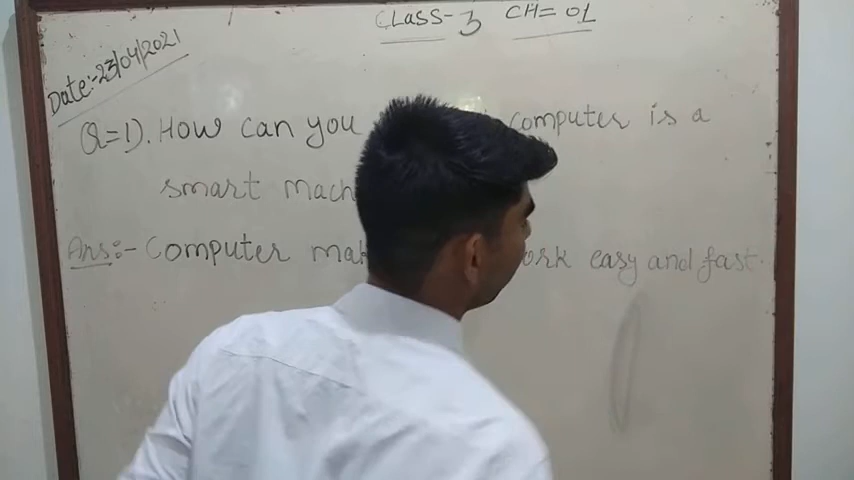 CLASS-3 CH=01
Date:-23/04/2021
Q=1). How can you computer is a
smart mach
Ans:- Computer mak ork easy and fast.